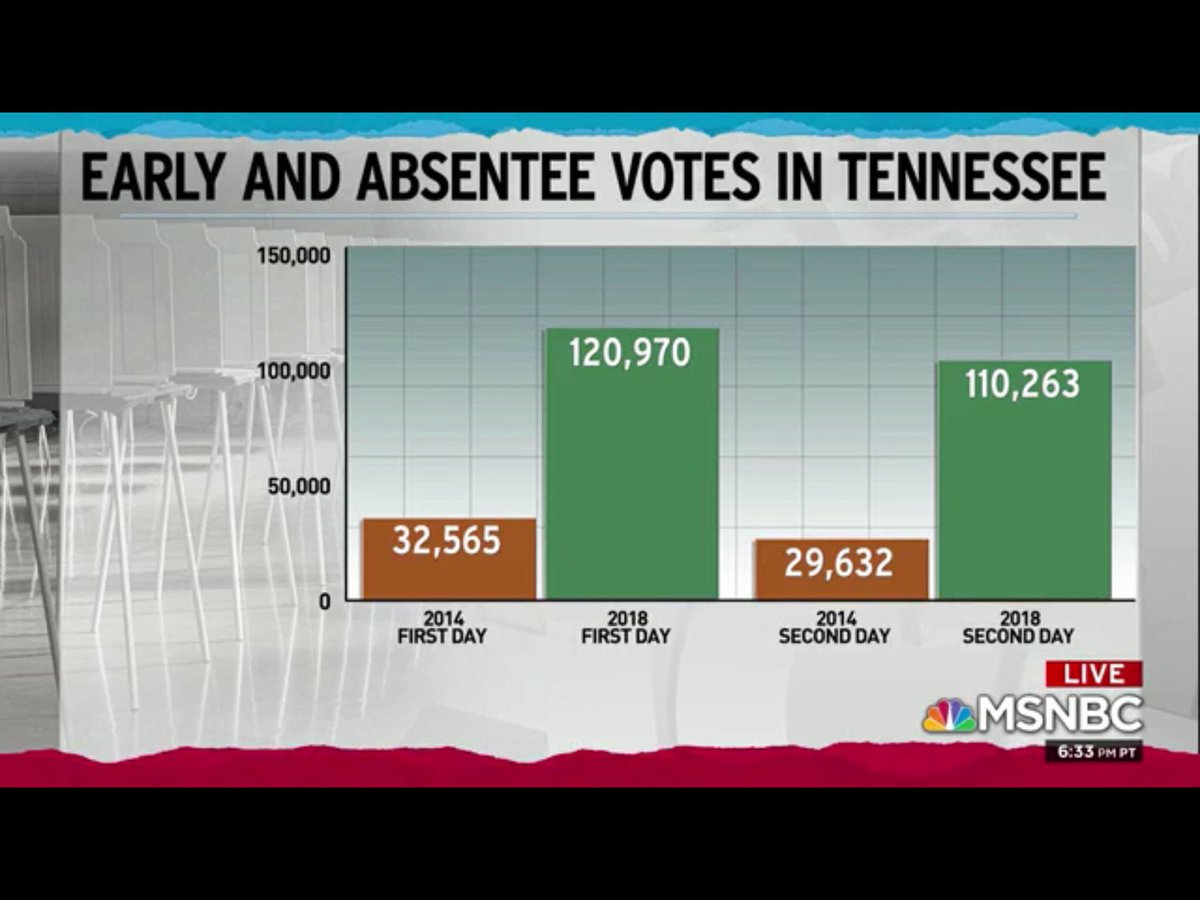 EARLY AND ABSENTEE VOTES IN TENNESSEE
150,000
100,000
50,000
0
32,565
120,970
29,632
110,263
2014
FIRST DAY
2018
FIRST DAY
2014
SECOND DAY
2018
SECOND DAY
LIVE
MSNBC
6:33 PM PT